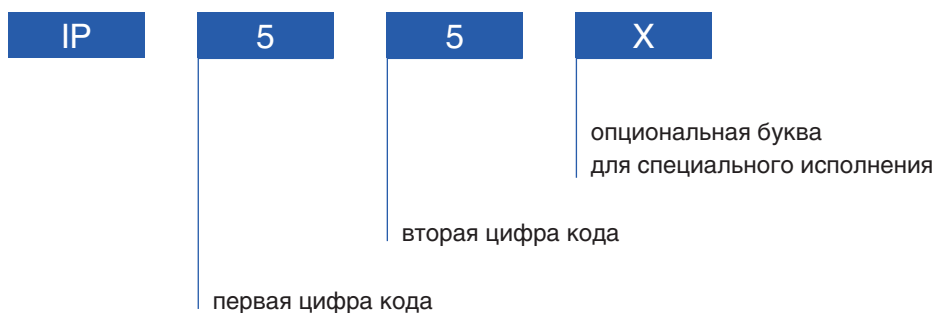 IP 5 5 X
опциональная буква
для специального исполнения
вторая цифра кода
первая цифра кода